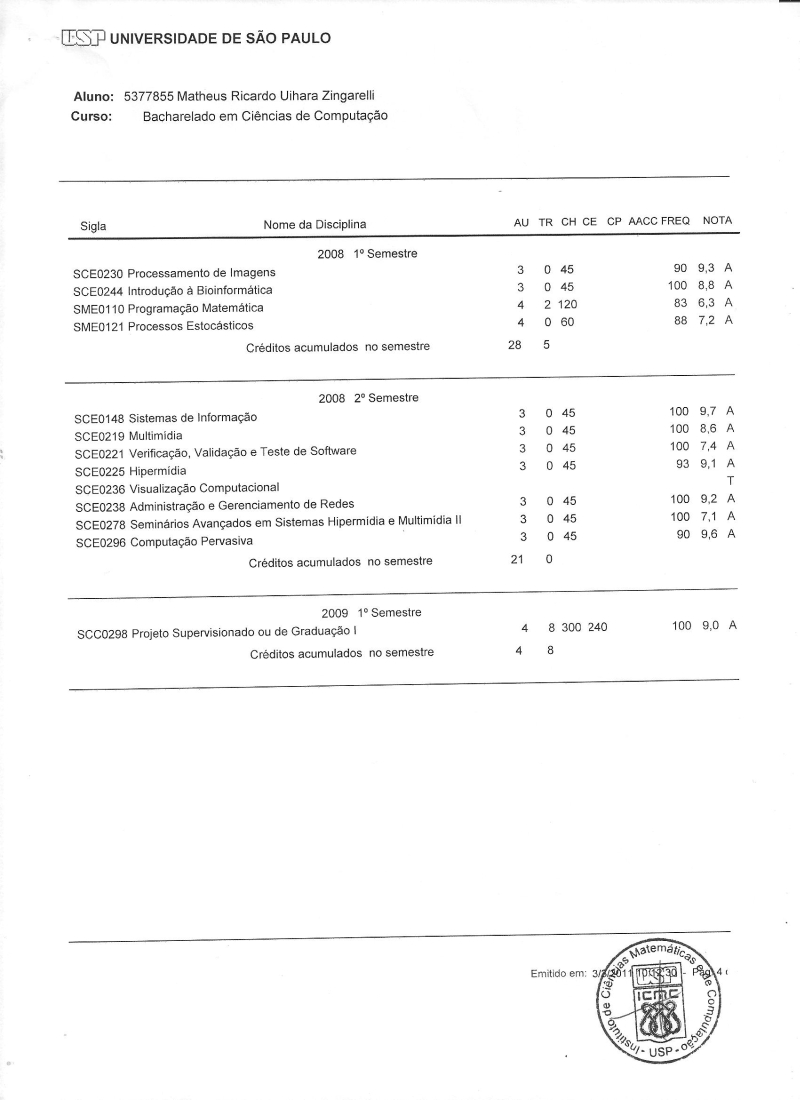 USP UNIVERSIDADE DE SÃO PAULO
Aluno: 5377855 Matheus Ricardo Uihara Zingarelli
Curso: Bacharelado em Ciências de Computação
Sigla Nome da Disciplina AU TR CH CE CP AACC FREQ NOTA
2008 1º Semestre
SCE0230 Processamento de Imagens 3 0 45 90 9,3 A
SCE0244 Introdução à Bioinformática 3 0 45 100 8,8 A
SME0110 Programação Matemática 4 2 120 83 6,3 A
SME0121 Processos Estocásticos 4 0 60 88 7,2 A
Créditos acumulados no semestre 28 5
2008 2º Semestre
SCE0148 Sistemas de Informação 3 0 45 100 9,7 A
SCE0219 Multimídia 3 0 45 100 8,6 A
SCE0221 Verificação, Validação e Teste de Software 3 0 45 100 7,4 A
SCE0225 Hipermídia 3 0 45 93 9,1 A
SCE0236 Visualização Computacional T
SCE0238 Administração e Gerenciamento de Redes 3 0 45 100 9,2 A
SCE0278 Seminários Avançados em Sistemas Hipermídia e Multimídia II 3 0 45 100 7,1 A
SCE0296 Computação Pervasiva 3 0 45 90 9,6 A
Créditos acumulados no semestre 21 0
2009 1º Semestre
SCC0298 Projeto Supervisionado ou de Graduação I 4 8 300 240 100 9,0 A
Créditos acumulados no semestre 4 8
Emitido em:
Instituto de Ciências Matemáticas e de Computação
USP
ICMC
- USP -